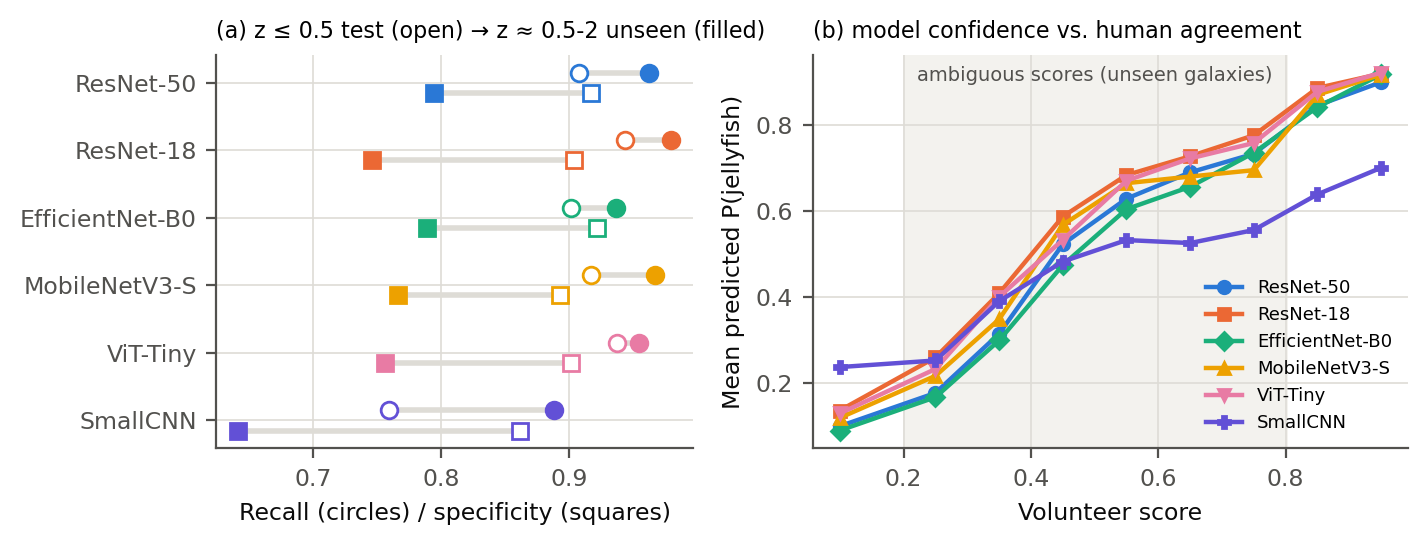 (a) z ≤ 0.5 test (open) → z ≈ 0.5-2 unseen (filled)
ResNet-50
ResNet-18
EfficientNet-B0
MobileNetV3-S
ViT-Tiny
SmallCNN
0.7 0.8 0.9
Recall (circles) / specificity (squares)
(b) model confidence vs. human agreement
ambiguous scores (unseen galaxies)
Mean predicted P(jellyfish)
0.8
0.6
0.4
0.2
ResNet-50
ResNet-18
EfficientNet-B0
MobileNetV3-S
ViT-Tiny
SmallCNN
0.2 0.4 0.6 0.8
Volunteer score